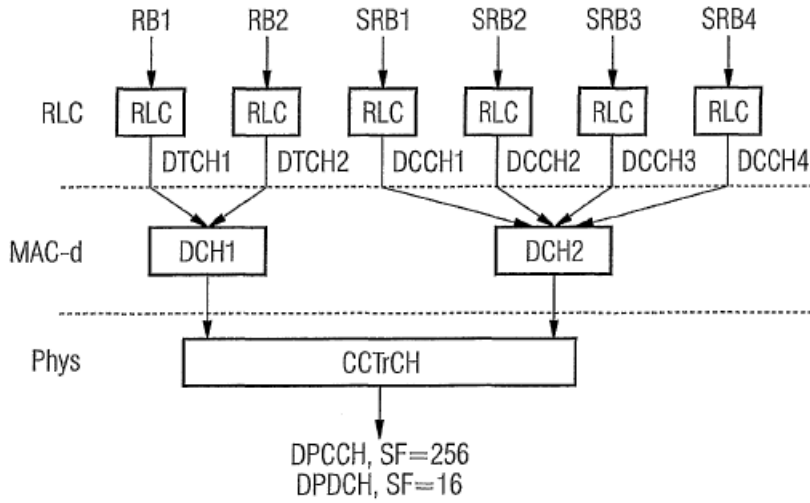 RB1 RB2 SRB1 SRB2 SRB3 SRB4
RLC RLC RLC RLC RLC RLC RLC
DTCH1 DTCH2 DCCH1 DCCH2 DCCH3 DCCH4
MAC-d DCH1 DCH2
Phys CCTrCH
DPCCH, SF=256
DPDCH, SF=16